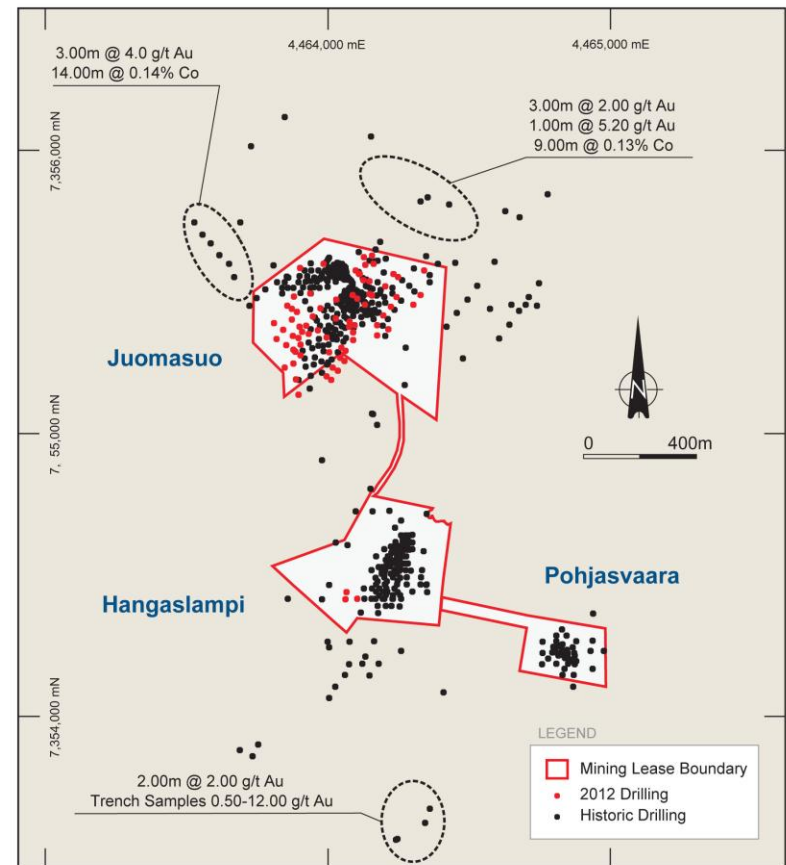 4,464,000 mE
4,465,000 mE
3.00m @ 4.0 g/t Au
14.00m @ 0.14% Co
3.00m @ 2.00 g/t Au
1.00m @ 5.20 g/t Au
9.00m @ 0.13% Co
7,356,000 mN
Juomasuo
N
0 400m
7, 55,000 mN
Hangaslampi
Pohjasvaara
7,354,000 mN
2.00m @ 2.00 g/t Au
Trench Samples 0.50-12.00 g/t Au
LEGEND
Mining Lease Boundary
2012 Drilling
Historic Drilling